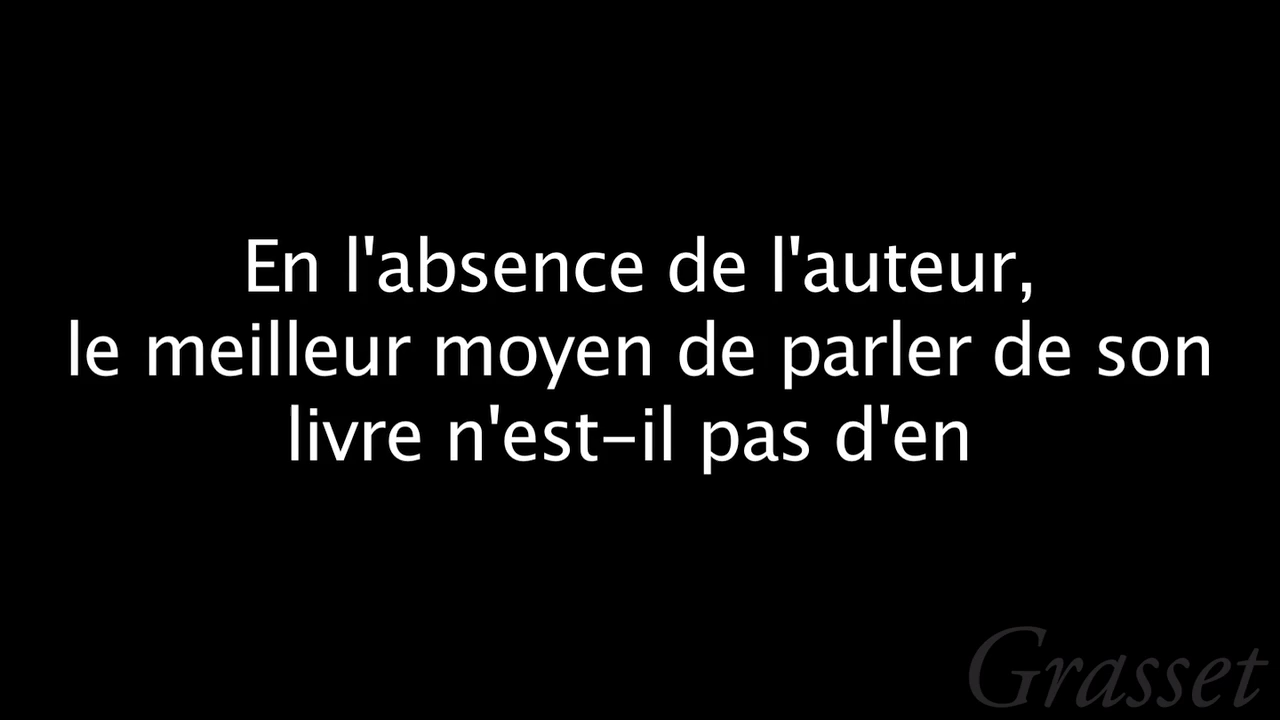 En l'absence de l'auteur,
le meilleur moyen de parler de son
livre n'est-il pas d'en
Grasset